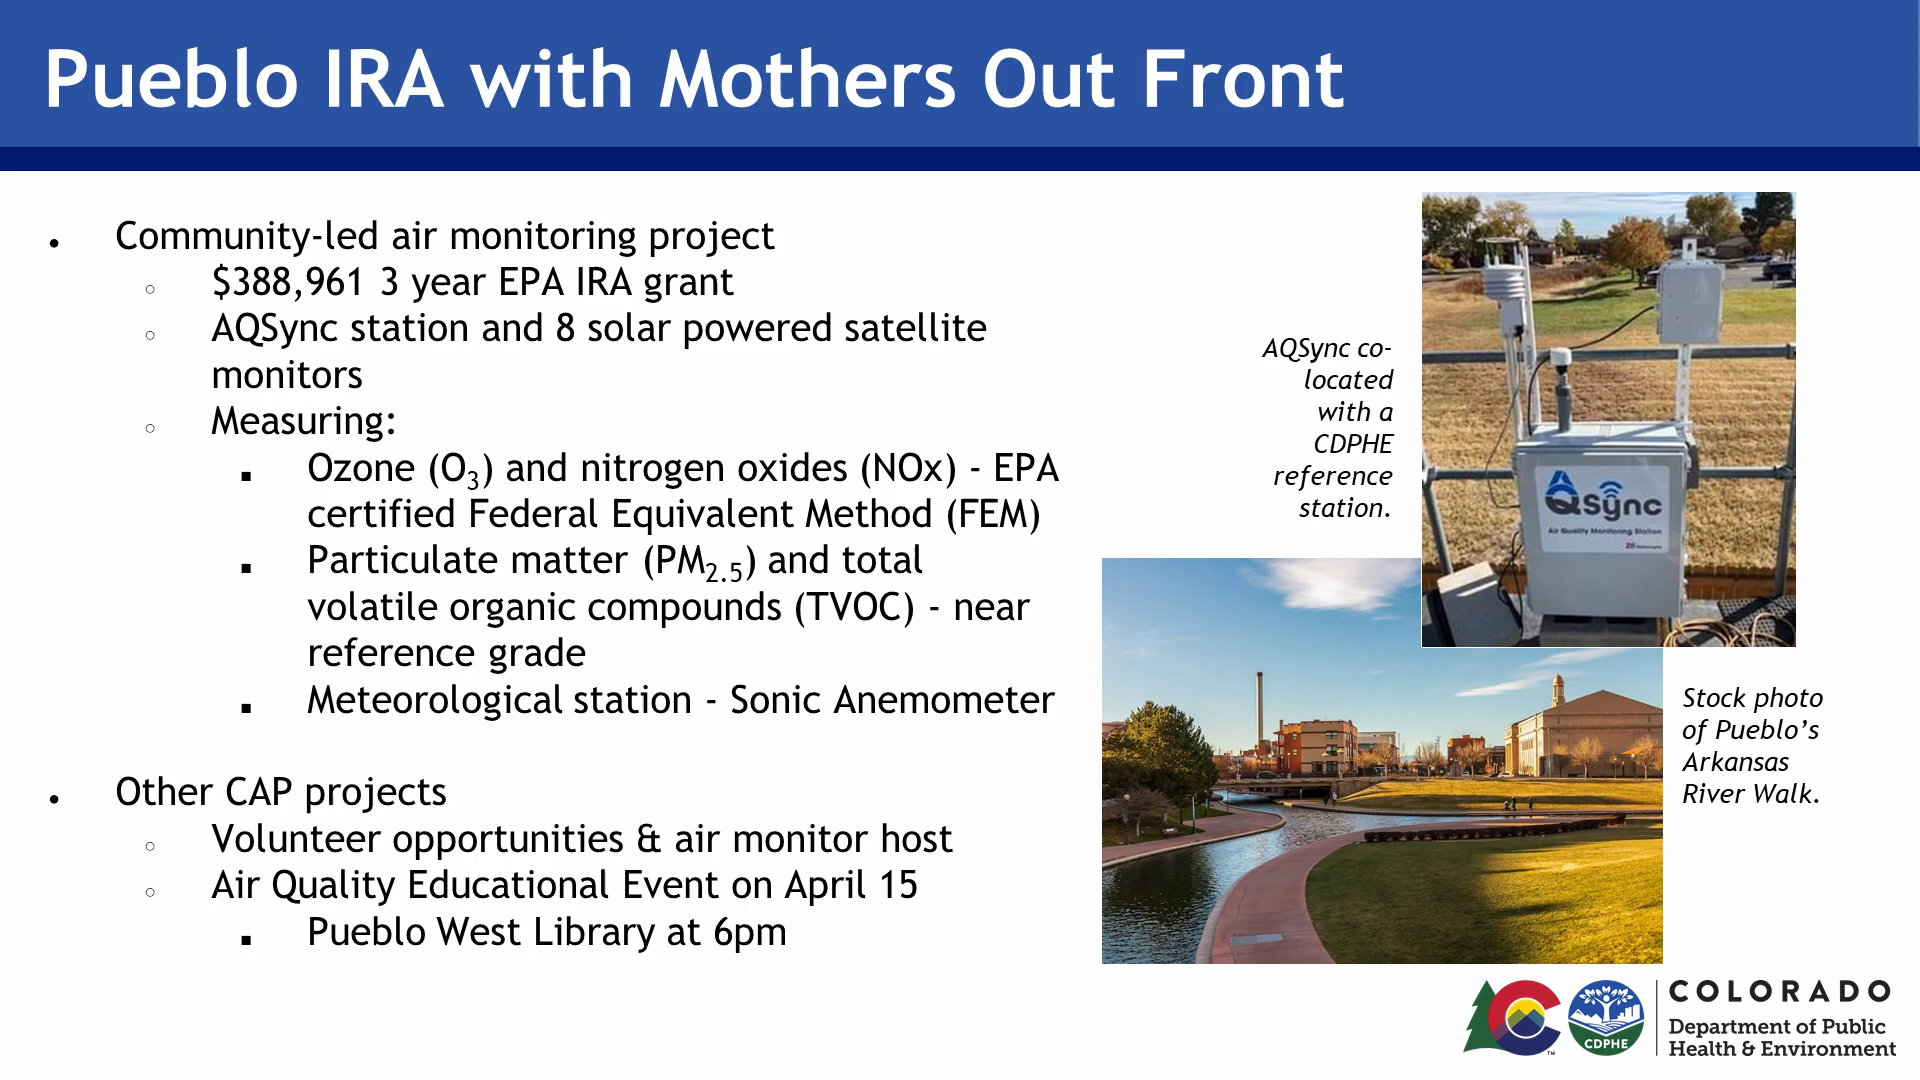 Pueblo IRA with Mothers Out Front
● Community-led air monitoring project
○ $388,961 3 year EPA IRA grant
○ AQSync station and 8 solar powered satellite
monitors
○ Measuring:
■ Ozone (O₃) and nitrogen oxides (NOx) - EPA
certified Federal Equivalent Method (FEM)
■ Particulate matter (PM₂.₅) and total
volatile organic compounds (TVOC) - near
reference grade
■ Meteorological station - Sonic Anemometer
● Other CAP projects
○ Volunteer opportunities & air monitor host
○ Air Quality Educational Event on April 15
■ Pueblo West Library at 6pm
AQSync co-
located
with a
CDPHE
reference
station.
AQSync
Air Quality Monitoring Station
2B
Stock photo
of Pueblo's
Arkansas
River Walk.
CDPHE
TM
COLORADO
Department of Public
Health & Environment